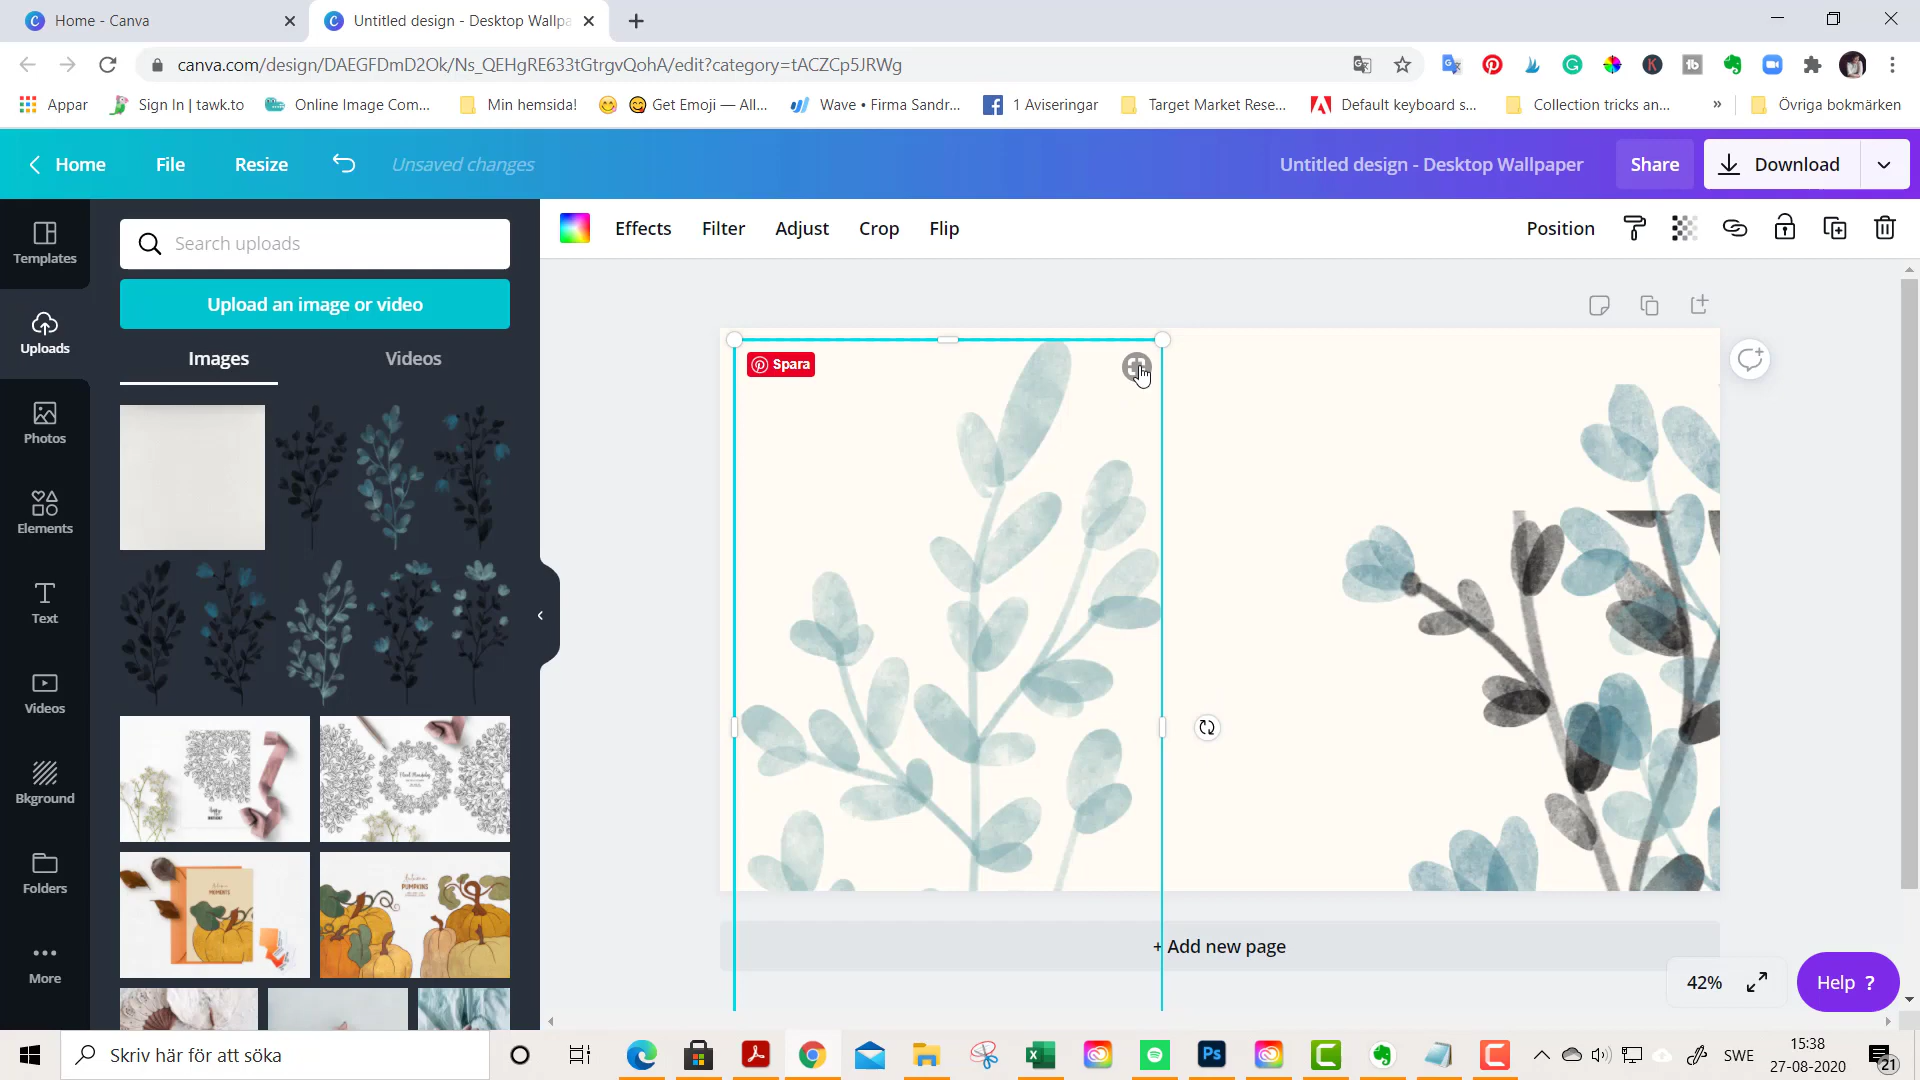 Home - Canva
Untitled design - Desktop Wallpa
canva.com/design/DAEGFDmD2Ok/Ns_QEHgRE633tGtrgvQohA/edit?category=tACZCp5JRWg
Appar
Sign In | tawk.to
Online Image Com...
Min hemsida!
Get Emoji — All...
Wave • Firma Sandr...
1 Aviseringar
Target Market Rese...
Default keyboard s...
Collection tricks an...
»
Övriga bokmärken
Home
File
Resize
Unsaved changes
Untitled design - Desktop Wallpaper
Share
Download
Templates
Uploads
Photos
Elements
Text
Videos
Bkground
Folders
More
Search uploads
Upload an image or video
Images
Videos
Effects
Filter
Adjust
Crop
Flip
Position
Spara
MOMENTS
PUMPKINS
+ Add new page
42%
Help ?
Skriv här för att söka
SWE
15:38
27-08-2020
21